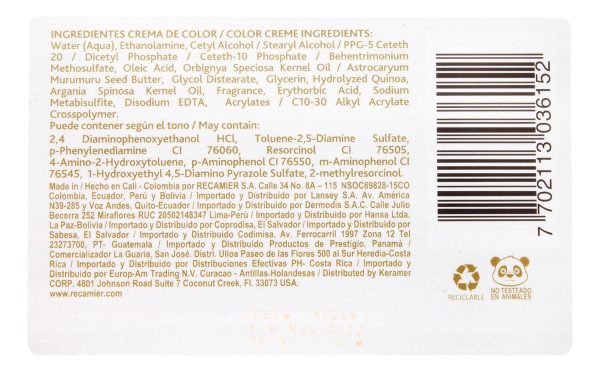 INGREDIENTES CREMA DE COLOR / COLOR CREME INGREDIENTS:
Water (Aqua), Ethanolamine, Cetyl Alcohol / Stearyl Alcohol / PPG-5 Ceteth
20 / Dicetyl Phosphate / Ceteth-10 Phosphate / Behentrimonium
Methosulfate, Oleic Acid, Orbignya Speciosa Kernel Oil / Astrocaryum
Murumuru Seed Butter, Glycol Distearate, Glycerin, Hydrolyzed Quinoa,
Argania Spinosa Kernel Oil, Fragrance, Erythorbic Acid, Sodium
Metabisulfite, Disodium EDTA, Acrylates / C10-30 Alkyl Acrylate
Crosspolymer.
Puede contener según el tono / May contain:
2,4 Diaminophenoxyethanol HCl, Toluene-2,5-Diamine Sulfate,
p-Phenylenediamine CI 76060, Resorcinol CI 76505,
4-Amino-2-Hydroxytoluene, p-Aminophenol CI 76550, m-Aminophenol CI
76545, 1-Hydroxyethyl 4,5-Diamino Pyrazole Sulfate, 2-methylresorcinol.
Made in / Hecho en Cali - Colombia por RECAMIER S.A. Calle 34 No. 8A – 115 NSOC69828-15CO
Colombia, Ecuador, Perú y Bolivia / Importado y Distribuido por Lansey S.A. Av. América
N39-285 y Voz Andes, Quito-Ecuador / Importado y Distribuido por Dermodis S.A.C. Calle Julio
Becerra 252 Miraflores RUC 20502148347 Lima-Perú / Importado y Distribuido por Hansa Ltda.
La Paz-Bolivia / Importado y Distribuido por Coprodisa, El Salvador / Importado y Distribuido por
Sabesa, El Salvador / Importado y Distribuido Codimisa. Av. Ferrocarril 1997 Zona 12 Tel
23273700, PT- Guatemala / Importado y Distribuido Productos de Prestigio, Panamá /
Comercializado La Guaria, San José. Distri. Ulloa Paseo de las Flores 500 al Sur Heredia-Costa
Rica / Importado y Distribuido por Distribuciones Efectivas PH- Costa Rica / Importado y
Distribuido por Europ-Am Trading N.V. Curacao - Antillas-Holandesas / Distributed by Keramer
CORP. 4801 Johnson Road Suite 7 Coconut Creek, Fl. 33073 USA.
www.recamier.com
7 702113 036152
RECICLABLE
NO TESTEADO
EN ANIMALES